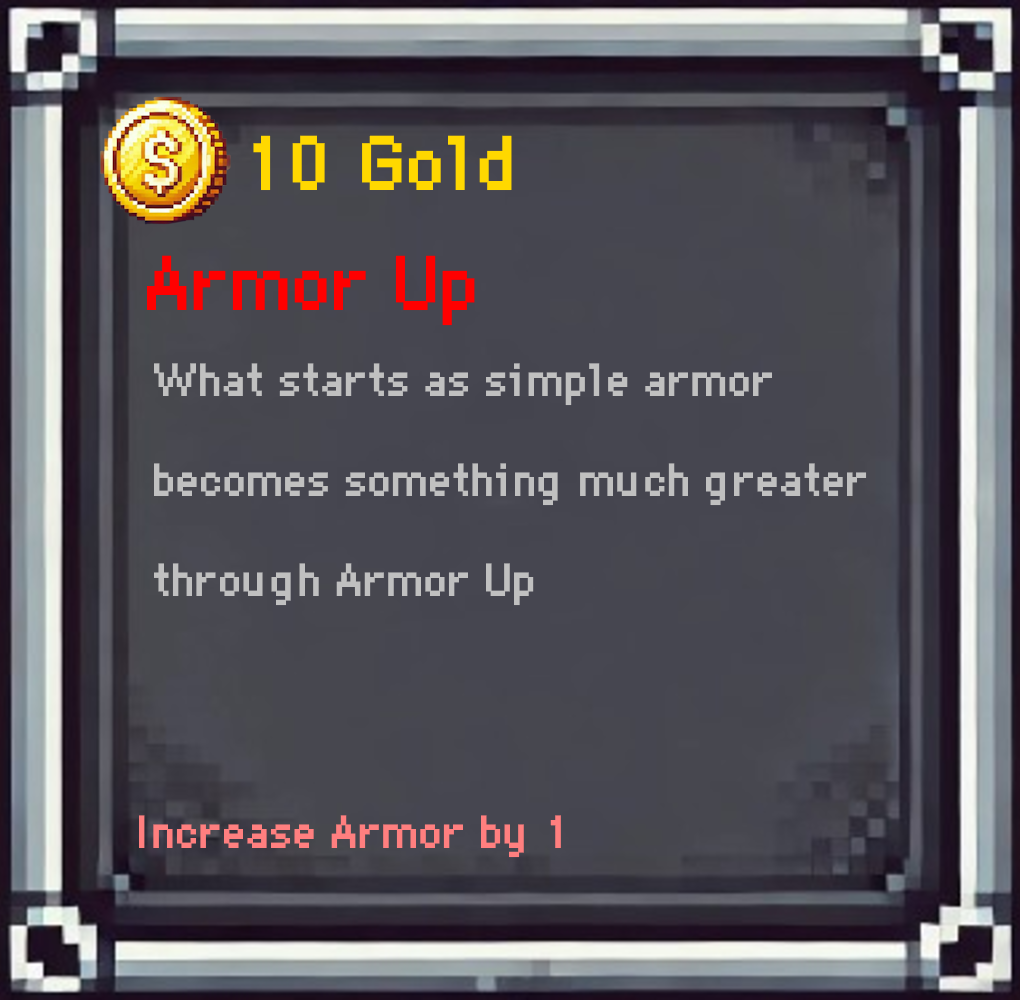 $ 10 Gold
Armor Up
What starts as simple armor
becomes something much greater
through Armor Up
Increase Armor by 1